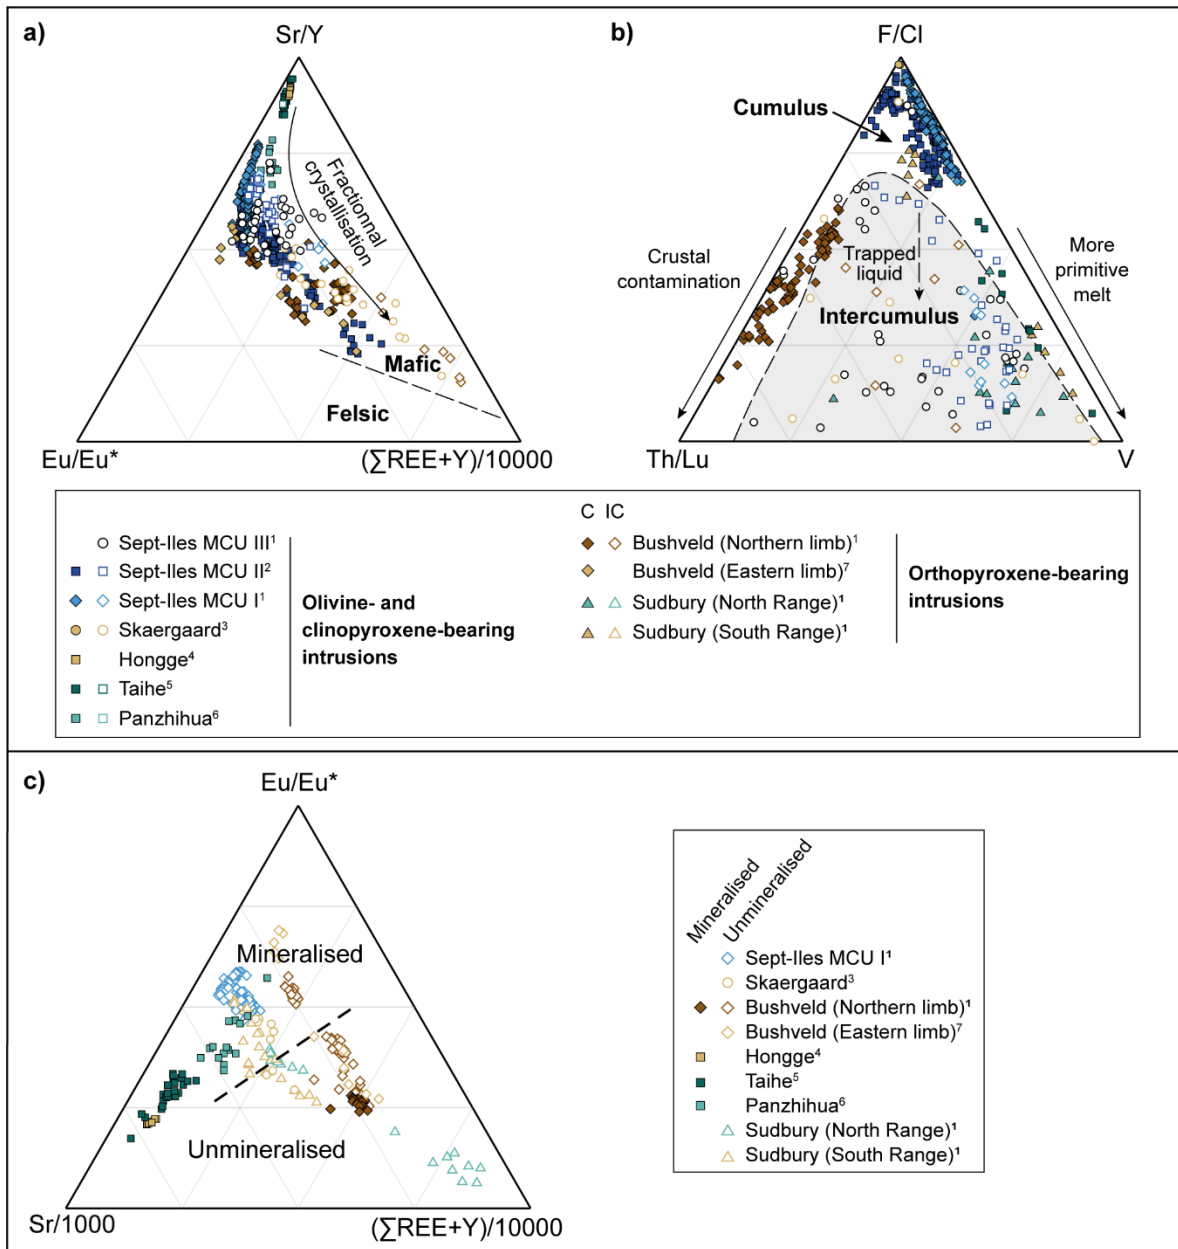 a)
Sr/Y
Fractionnal
crystallisation
Mafic
Felsic
Eu/Eu*
(∑REE+Y)/10000
b)
F/Cl
Cumulus
Crustal
contamination
Trapped
liquid
Intercumulus
More
primitive
melt
Th/Lu
V
Sept-Iles MCU III¹
Sept-Iles MCU II²
Sept-Iles MCU I¹
Skaergaard³
Hongge⁴
Taihe⁵
Panzhihua⁶
Olivine- and
clinopyroxene-bearing
intrusions
C IC
Bushveld (Northern limb)¹
Bushveld (Eastern limb)⁷
Sudbury (North Range)¹
Sudbury (South Range)¹
Orthopyroxene-bearing
intrusions
c)
Eu/Eu*
Mineralised
Unmineralised
Sr/1000
(∑REE+Y)/10000
Mineralised
Unmineralised
Sept-Iles MCU I¹
Skaergaard³
Bushveld (Northern limb)¹
Bushveld (Eastern limb)⁷
Hongge⁴
Taihe⁵
Panzhihua⁶
Sudbury (North Range)¹
Sudbury (South Range)¹